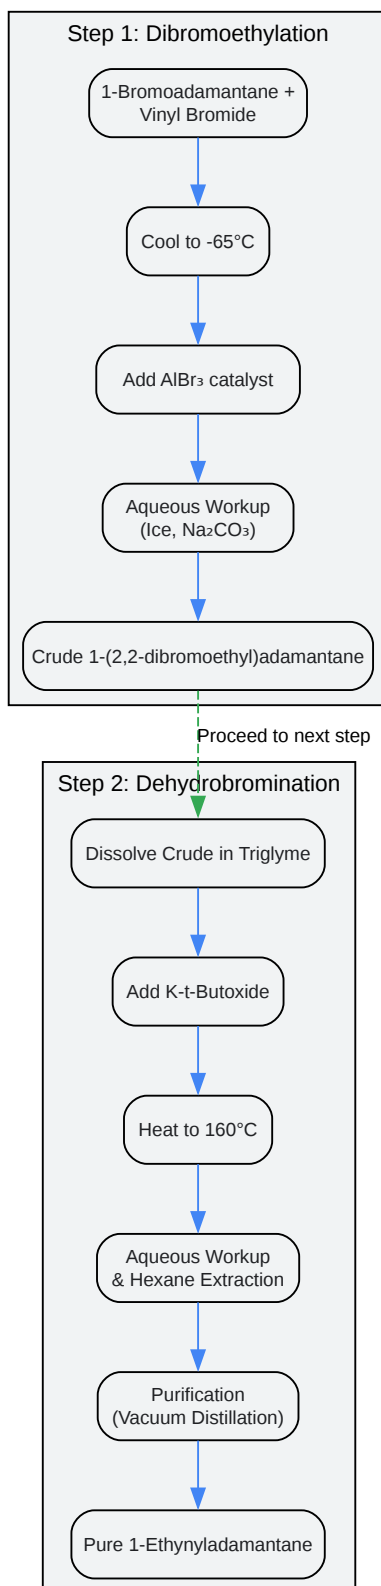 Step 1: Dibromoethylation
1-Bromoadamantane +
Vinyl Bromide
Cool to -65°C
Add AlBr₃ catalyst
Aqueous Workup
(Ice, Na₂CO₃)
Crude 1-(2,2-dibromoethyl)adamantane
Proceed to next step
Step 2: Dehydrobromination
Dissolve Crude in Triglyme
Add K-t-Butoxide
Heat to 160°C
Aqueous Workup
& Hexane Extraction
Purification
(Vacuum Distillation)
Pure 1-Ethynyladamantane